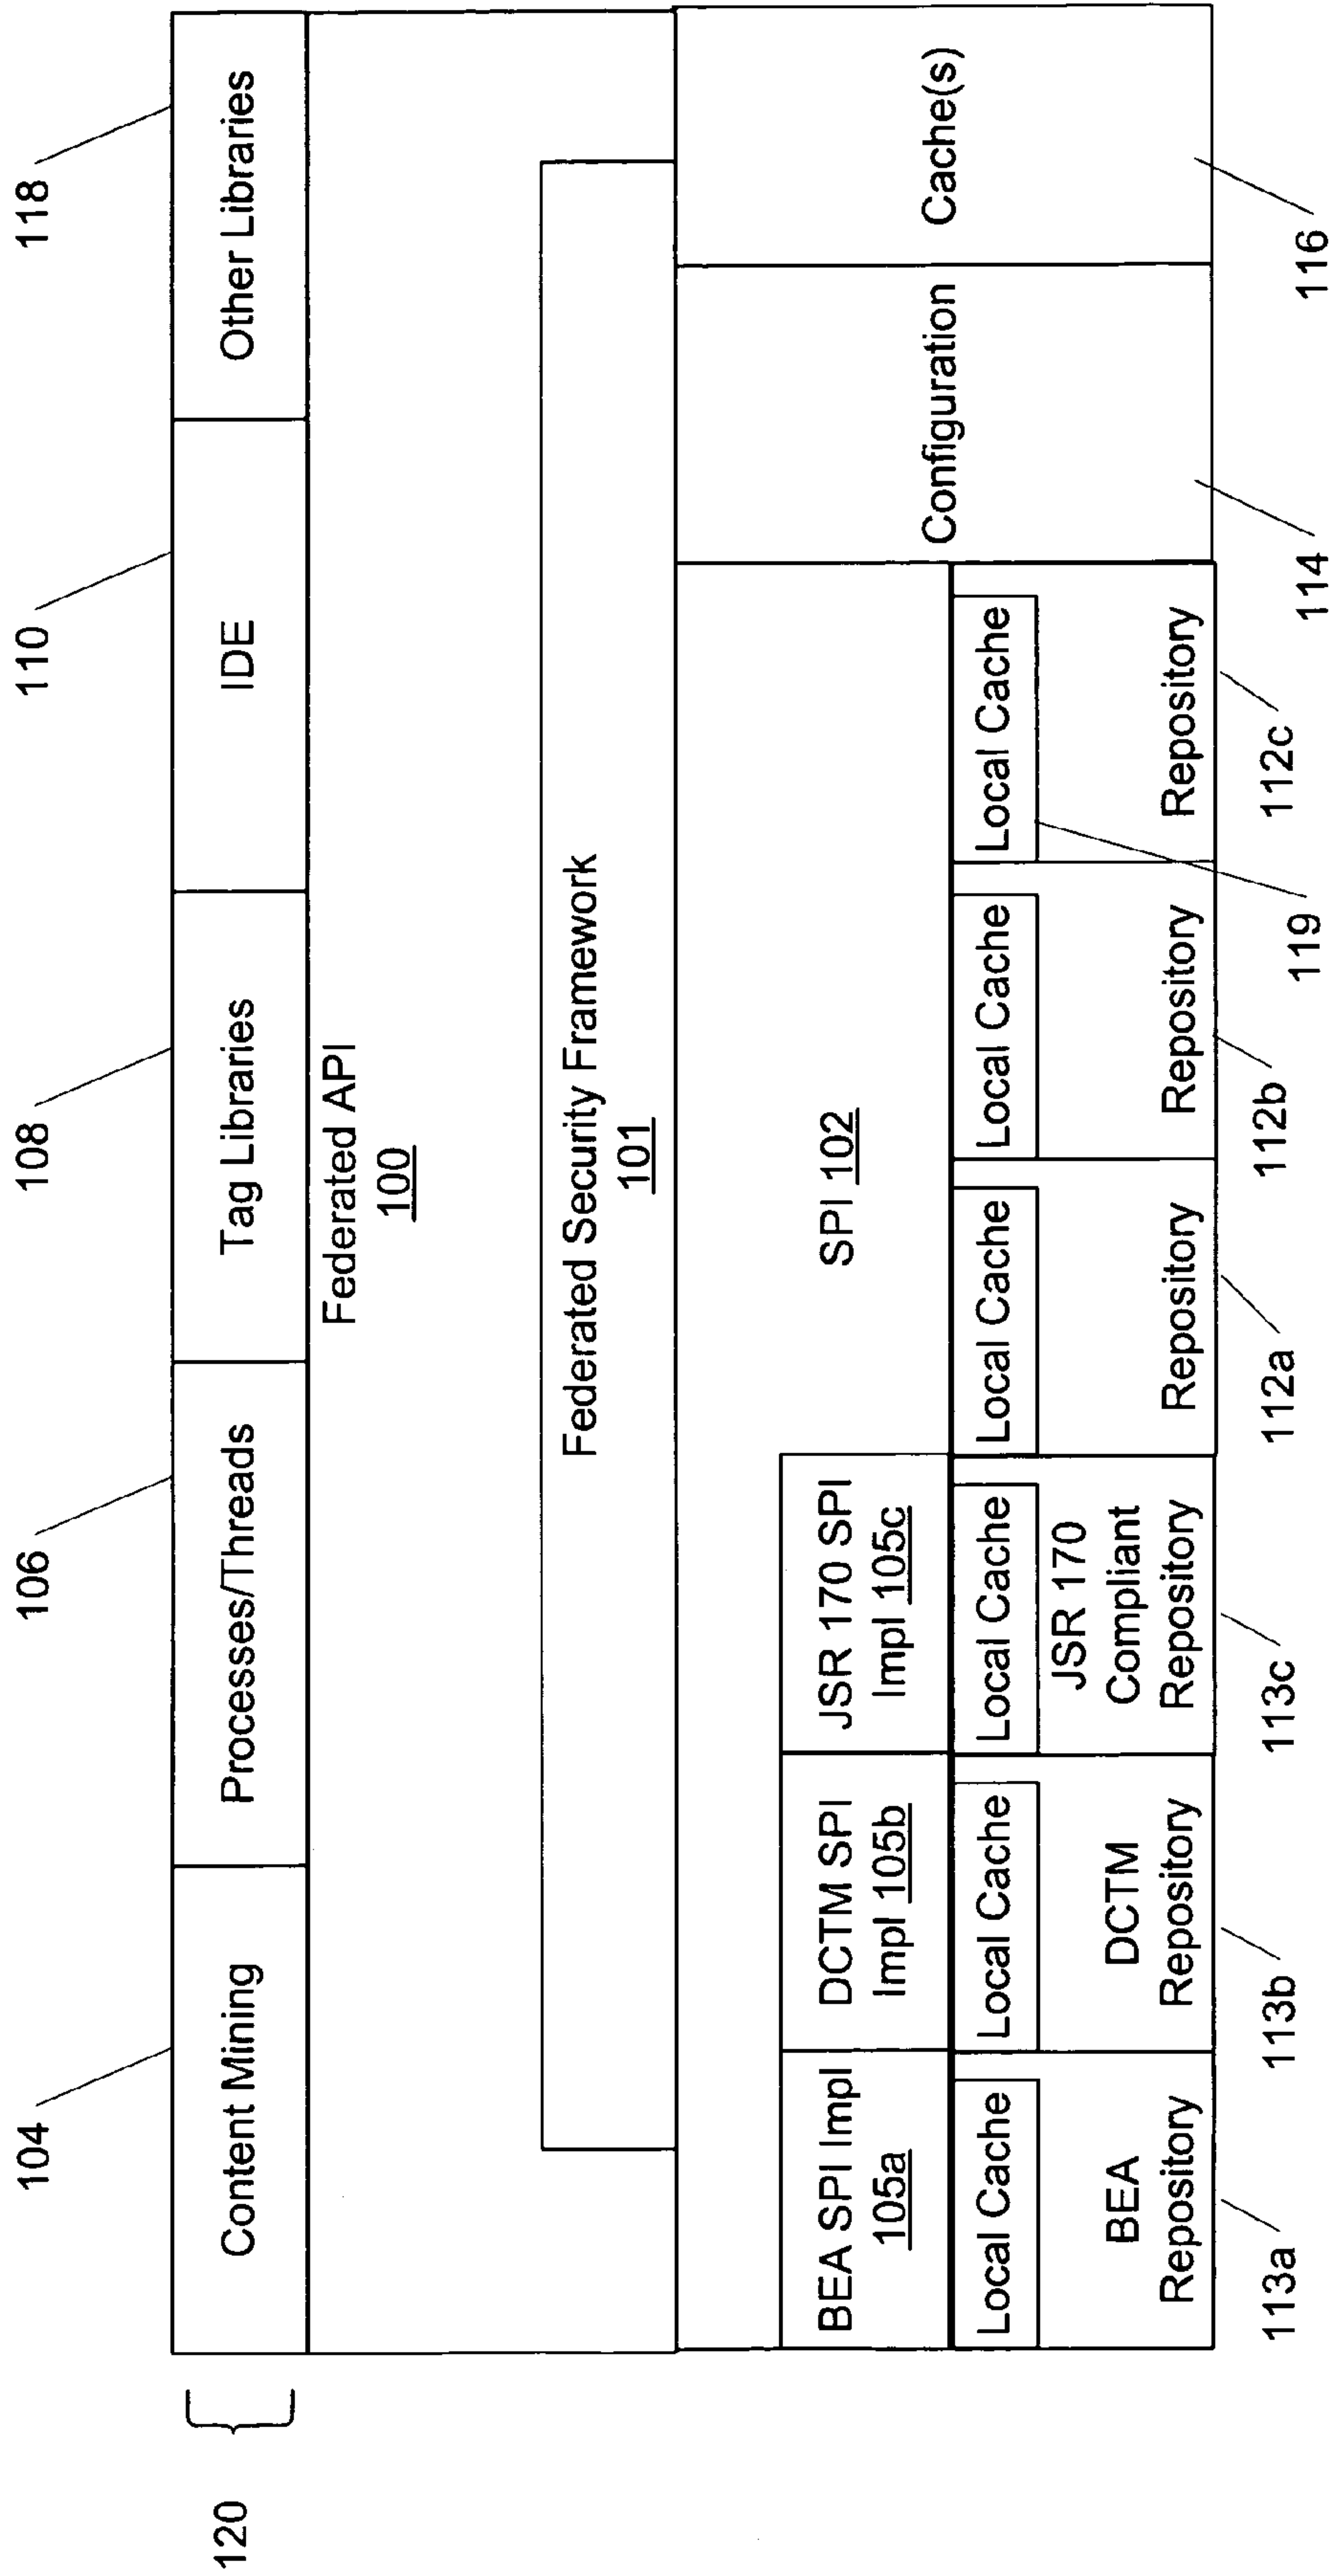 104
106
108
110
118
120
Content Mining
Processes/Threads
Tag Libraries
IDE
Other Libraries
Federated API
100
Federated Security Framework
101
SPI 102
BEA SPI Impl
105a
DCTM SPI
Impl 105b
JSR 170 SPI
Impl 105c
Configuration
Cache(s)
Local Cache
Local Cache
Local Cache
Local Cache
Local Cache
Local Cache
BEA
Repository
DCTM
Repository
JSR 170
Compliant
Repository
Repository
Repository
Repository
113a
113b
113c
112a
112b
119
112c
114
116